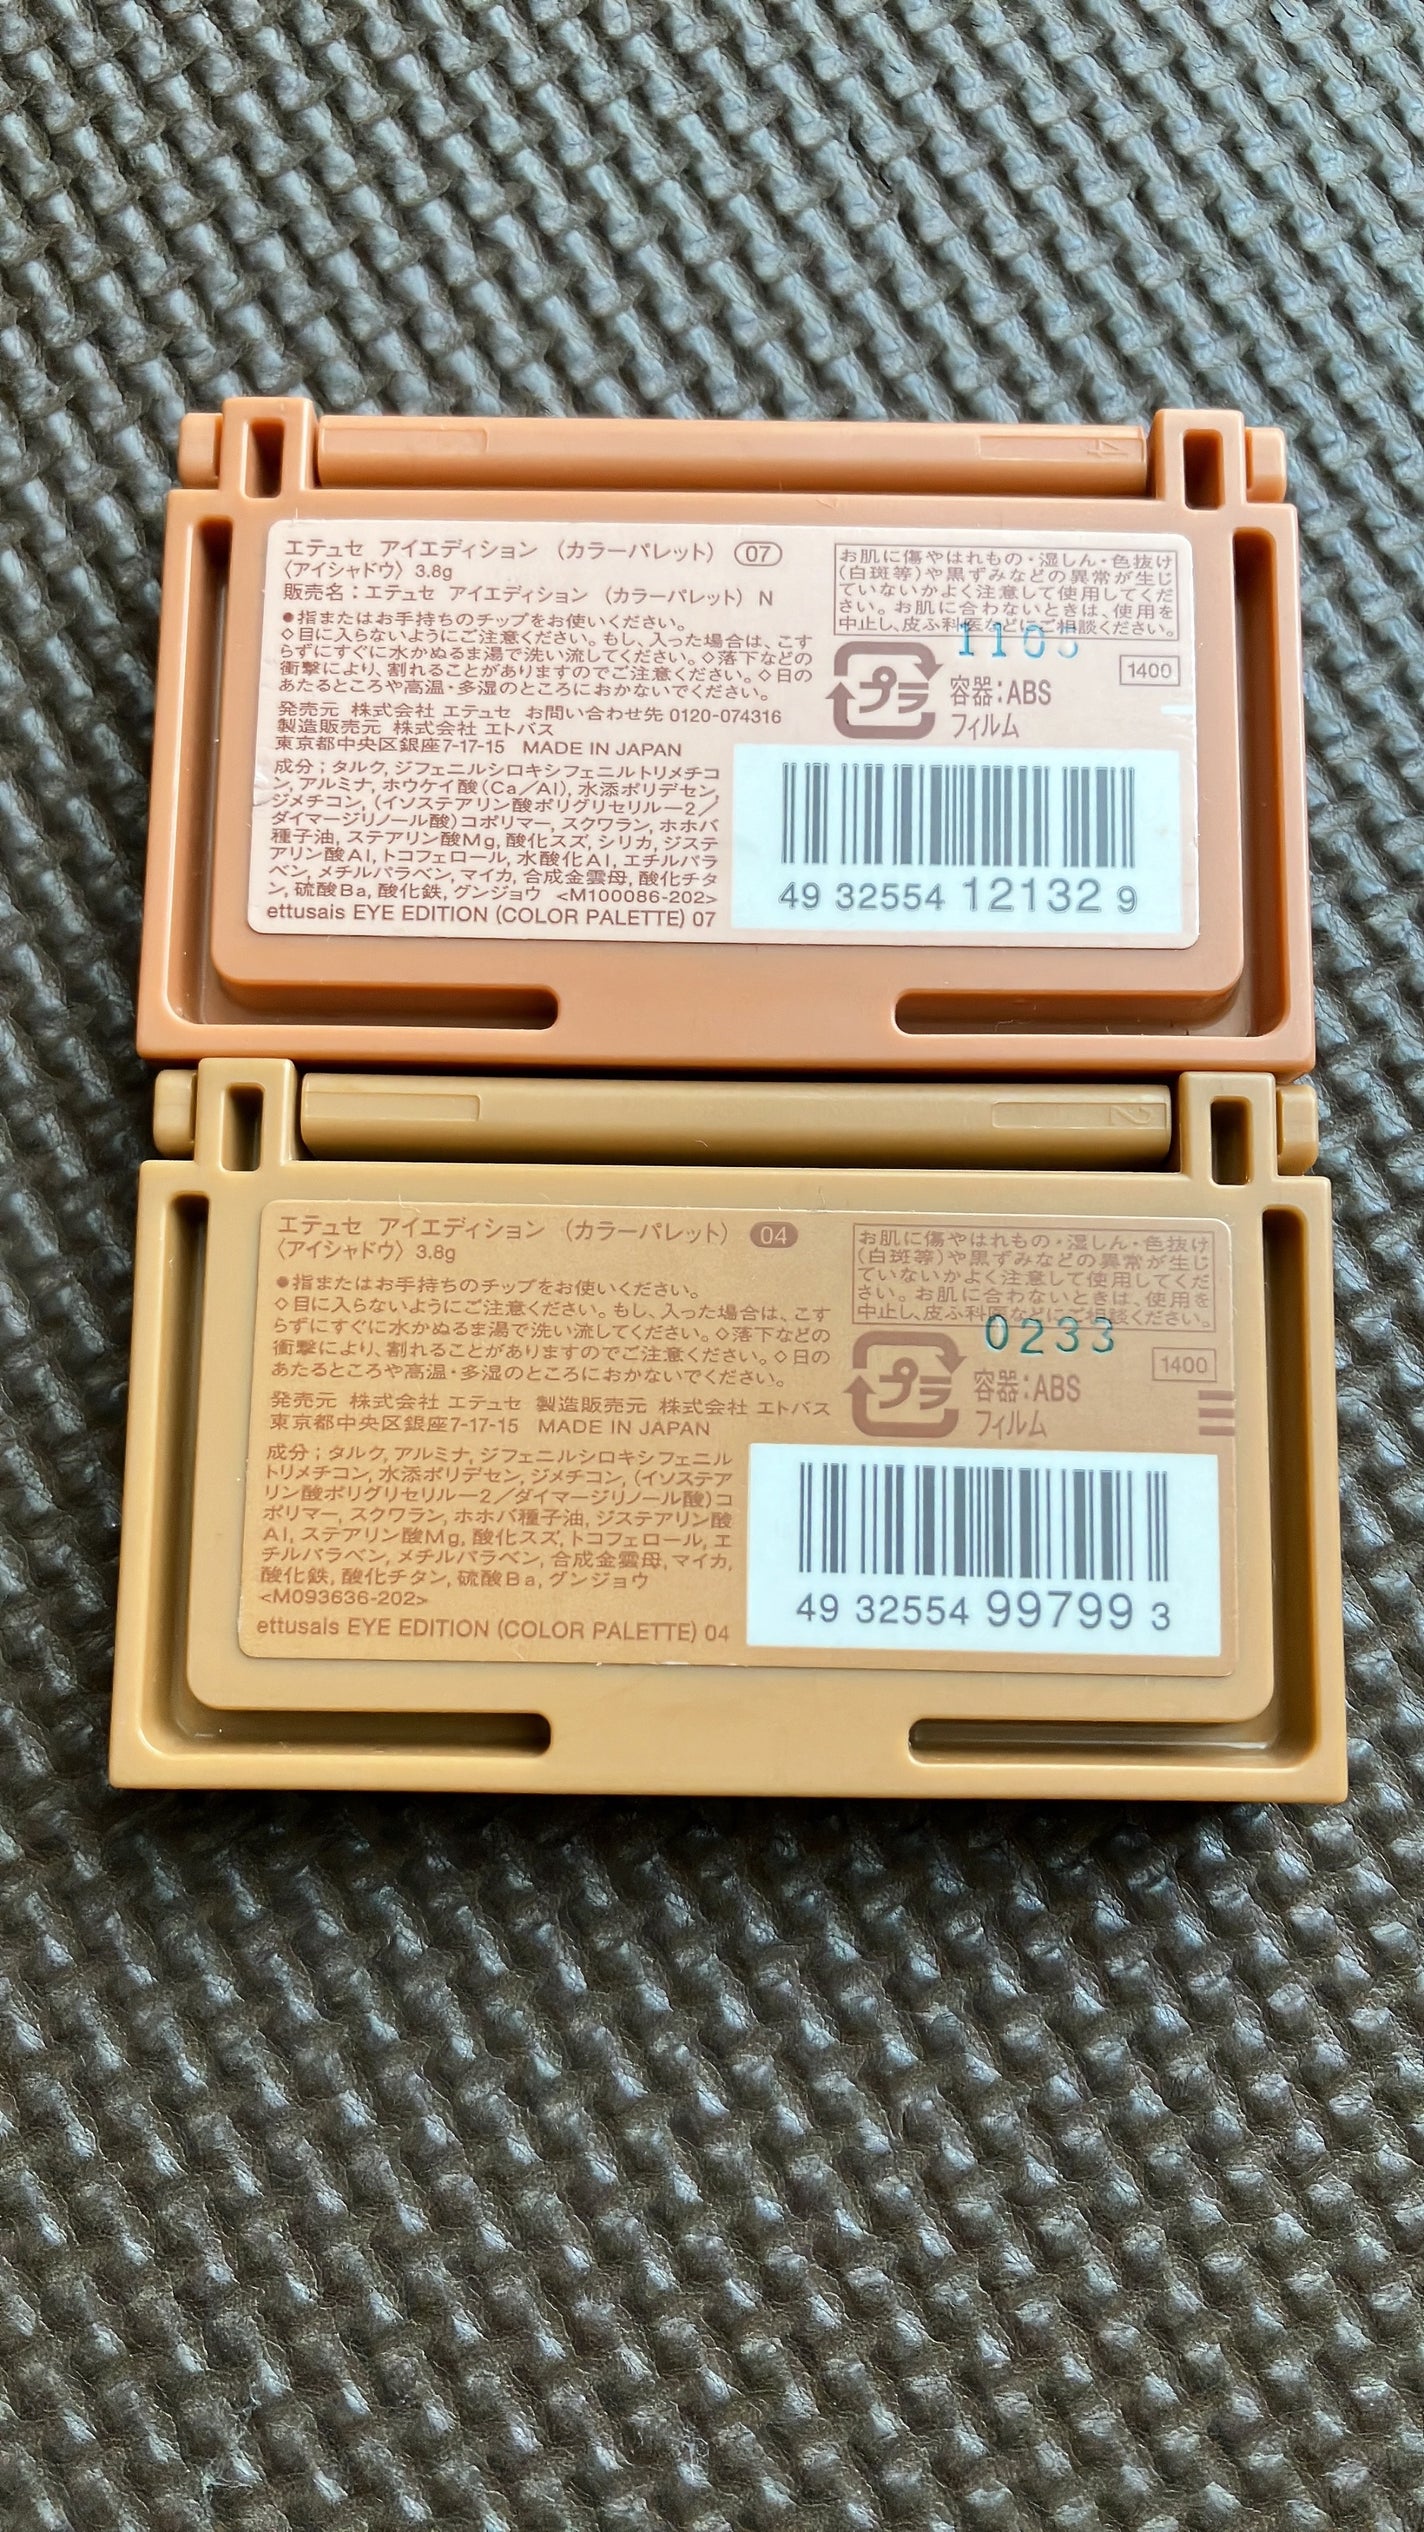 エテュセ アイエディション (カラーパレット) 07
〈アイシャドウ〉 3.8g
販売名：エテュセ アイエディション (カラーパレット) N
●指またはお手持ちのチップをお使いください。
◇目に入らないようにご注意ください。もし、入った場合は、こす
らずにすぐに水かぬるま湯で洗い流してください。◇落下などの
衝撃により、割れることがありますのでご注意ください。◇日の
あたるところや高温・多湿のところにおかないでください。
発売元 株式会社 エテュセ お問い合わせ先 0120-074316
製造販売元 株式会社 エトバス
東京都中央区銀座7-17-15 MADE IN JAPAN
成分；タルク, ジフェニルシロキシフェニルトリメチコ
ン, アルミナ, ホウケイ酸(Ca／Al), 水添ポリデセン,
ジメチコン, (イソステアリン酸ポリグリセリルー2／
ダイマージリノール酸)コポリマー, スクワラン, ホホバ
種子油, ステアリン酸Mg, 酸化スズ, シリカ, ジステ
アリン酸Al, トコフェロール, 水酸化Al, エチルパラ
ベン, メチルパラベン, マイカ, 合成金雲母, 酸化チタ
ン, 硫酸Ba, 酸化鉄, グンジョウ <M100086-202>
ettusais EYE EDITION (COLOR PALETTE) 07
お肌に傷やはれもの・湿しん・色抜け
(白斑等)や黒ずみなどの異常が生じ
ていないかよく注意して使用してくだ
さい。お肌に合わないときは、使用を
中止し、皮ふ科医などにご相談ください。
1400
プラ
容器：ABS
フィルム
49 32554 12132 9
エテュセ アイエディション (カラーパレット) 04
〈アイシャドウ〉 3.8g
●指またはお手持ちのチップをお使いください。
◇目に入らないようにご注意ください。もし、入った場合は、こす
らずにすぐに水かぬるま湯で洗い流してください。◇落下などの
衝撃により、割れることがありますのでご注意ください。◇日の
あたるところや高温・多湿のところにおかないでください。
発売元 株式会社 エテュセ 製造販売元 株式会社 エトバス
東京都中央区銀座7-17-15 MADE IN JAPAN
成分；タルク, アルミナ, ジフェニルシロキシフェニル
トリメチコン, 水添ポリデセン, ジメチコン, (イソステア
リン酸ポリグリセリルー2／ダイマージリノール酸)コ
ポリマー, スクワラン, ホホバ種子油, ジステアリン酸
Al, ステアリン酸Mg, 酸化スズ, トコフェロール, エ
チルパラベン, メチルパラベン, 合成金雲母, マイカ,
酸化鉄, 酸化チタン, 硫酸Ba, グンジョウ
<M093636-202>
ettusais EYE EDITION (COLOR PALETTE) 04
お肌に傷やはれもの・湿しん・色抜け
(白斑等)や黒ずみなどの異常が生じ
ていないかよく注意して使用してくだ
さい。お肌に合わないときは、使用を
中止し、皮ふ科医などにご相談ください。
0233
1400
プラ
容器：ABS
フィルム
49 32554 99799 3